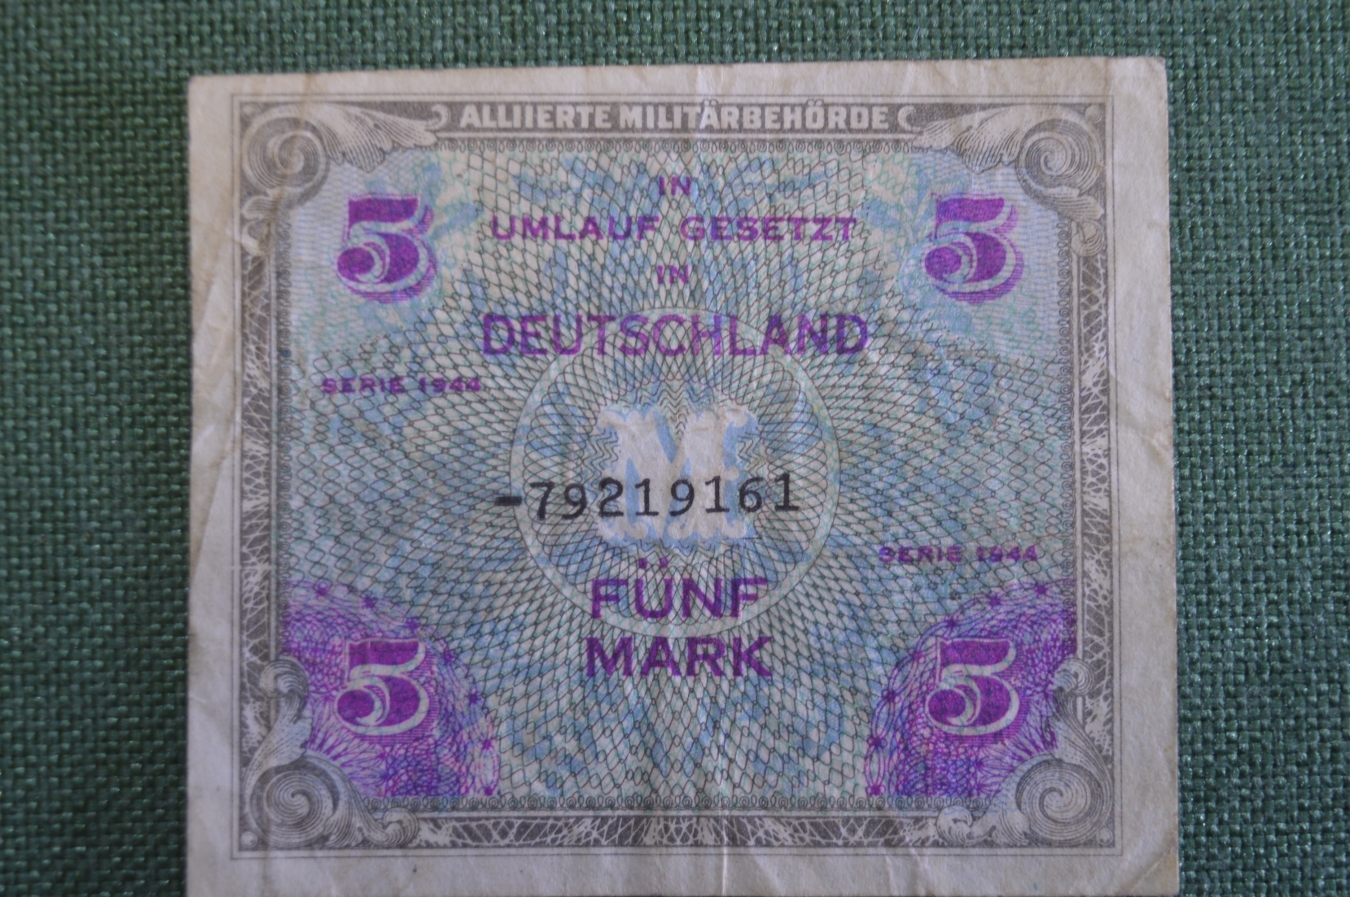 ALLIIERTE MILITÄRBEHÖRDE
IN
5 UMLAUF GESETZT 5
IN
DEUTSCHLAND
SERIE 1944
M
-79219161
SERIE 1944
FÜNF
5 MARK 5